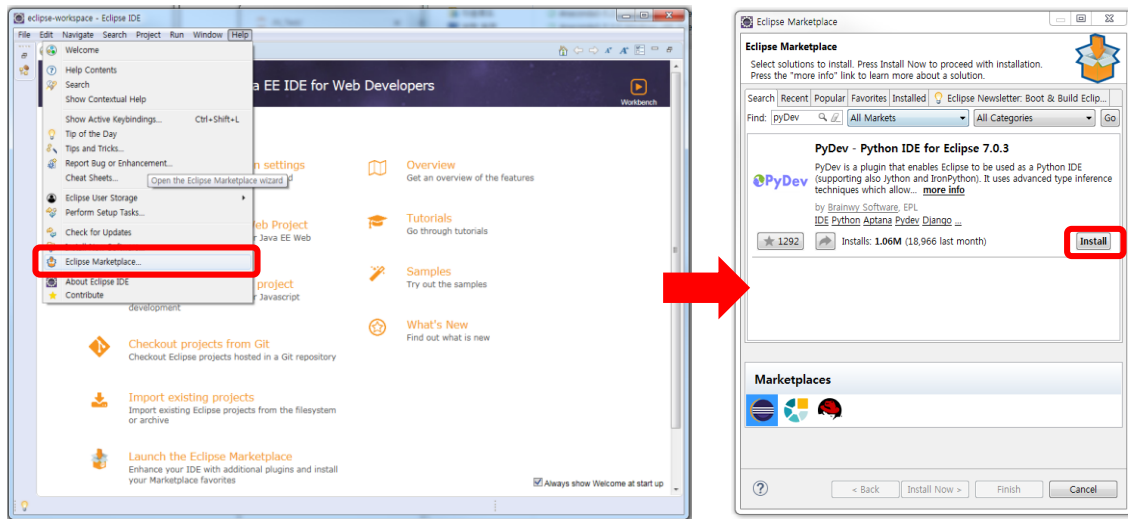 eclipse-workspace - Eclipse IDE
File Edit Navigate Search Project Run Window Help
Welcome
Help Contents
Search
Show Contextual Help
Show Active Keybindings... Ctrl+Shift+L
Tip of the Day
Tips and Tricks...
Report Bug or Enhancement...
Cheat Sheets...
Open the Eclipse Marketplace wizard
Eclipse User Storage
Perform Setup Tasks...
Check for Updates
Eclipse Marketplace...
About Eclipse IDE
Contribute
a EE IDE for Web Developers
Workbench
n settings
eb Project
r Java EE Web
project
r Javascript
development
Checkout projects from Git
Checkout Eclipse projects hosted in a Git repository
Import existing projects
Import existing Eclipse projects from the filesystem
or archive
Launch the Eclipse Marketplace
Enhance your IDE with additional plugins and install
your Marketplace favorites
Overview
Get an overview of the features
Tutorials
Go through tutorials
Samples
Try out the samples
What's New
Find out what is new
Always show Welcome at start up
Eclipse Marketplace
Eclipse Marketplace
Select solutions to install. Press Install Now to proceed with installation.
Press the "more info" link to learn more about a solution.
Search Recent Popular Favorites Installed Eclipse Newsletter: Boot & Build Eclip...
Find: pyDev All Markets All Categories Go
PyDev - Python IDE for Eclipse 7.0.3
PyDev
PyDev is a plugin that enables Eclipse to be used as a Python IDE
(supporting also Jython and IronPython). It uses advanced type inference
techniques which allow... more info
by Brainwy Software, EPL
IDE Python Aptana Pydev Django ...
1292 Installs: 1.06M (18,966 last month) Install
Marketplaces
< Back Install Now > Finish Cancel